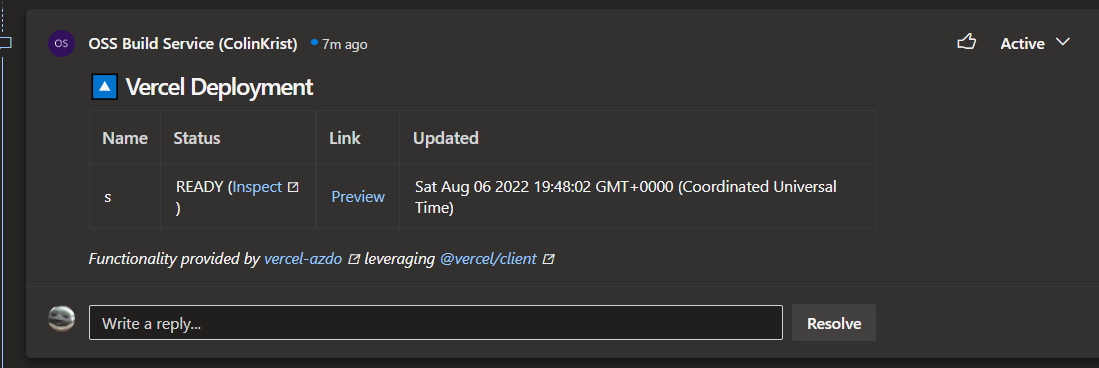 OS OSS Build Service (ColinKrist) 7m ago Active
Vercel Deployment
Name Status Link Updated
s READY (Inspect ) Preview Sat Aug 06 2022 19:48:02 GMT+0000 (Coordinated Universal
Time)
Functionality provided by vercel-azdo leveraging @vercel/client
Write a reply... Resolve